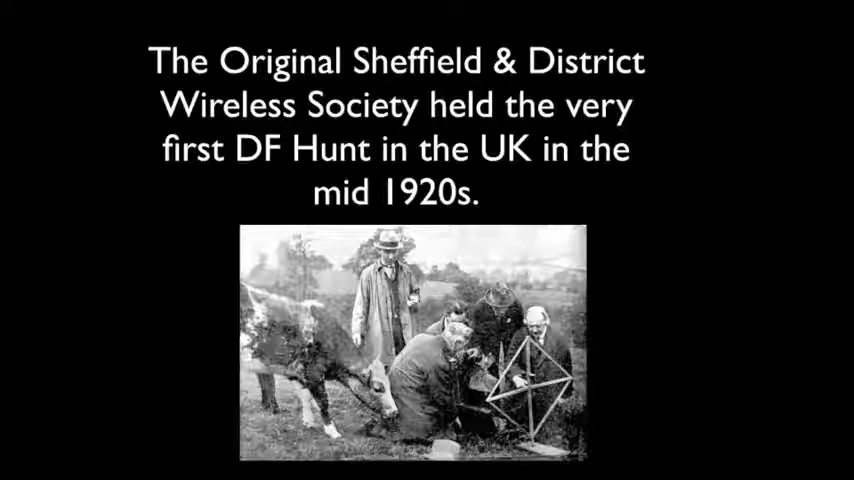 The Original Sheffield & District
Wireless Society held the very
first DF Hunt in the UK in the
mid 1920s.